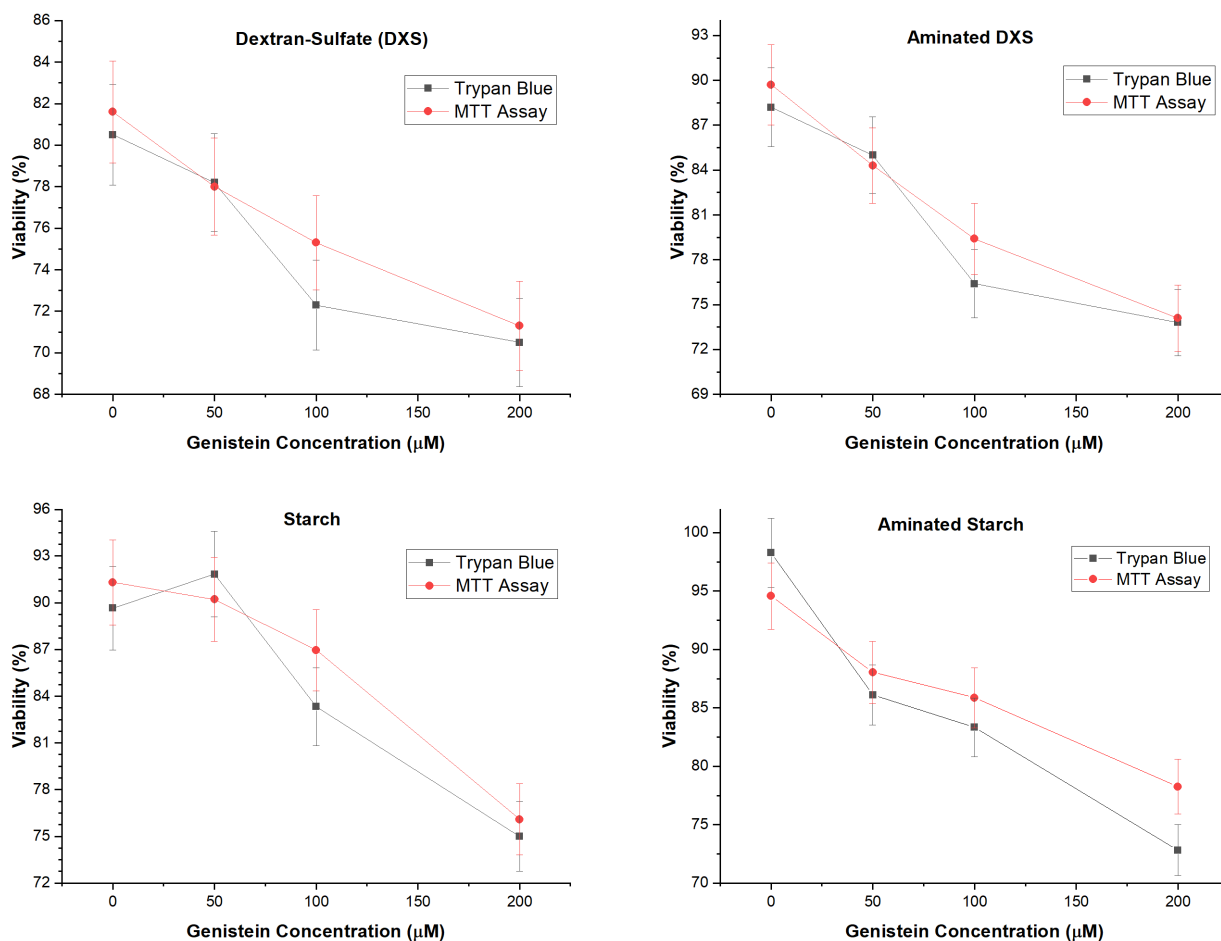 Dextran-Sulfate (DXS)
Trypan Blue
MTT Assay
Viability (%)
86
84
82
80
78
76
74
72
70
68
0 50 100 150 200
Genistein Concentration (μM)
Aminated DXS
Trypan Blue
MTT Assay
Viability (%)
93
90
87
84
81
78
75
72
69
0 50 100 150 200
Genistein Concentration (μM)
Starch
Trypan Blue
MTT Assay
Viability (%)
96
93
90
87
84
81
78
75
72
0 50 100 150 200
Genistein Concentration (μM)
Aminated Starch
Trypan Blue
MTT Assay
Viability (%)
100
95
90
85
80
75
70
0 50 100 150 200
Genistein Concentration (μM)